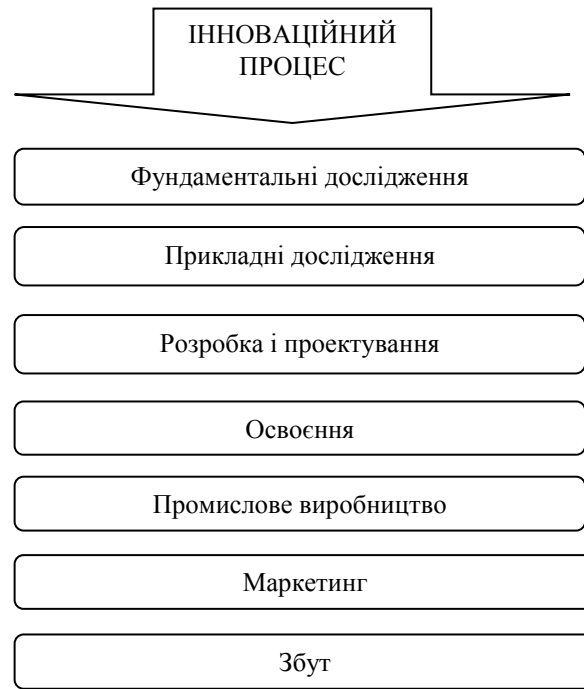 ІННОВАЦІЙНИЙ
ПРОЦЕС
Фундаментальні дослідження
Прикладні дослідження
Розробка і проектування
Освоєння
Промислове виробництво
Маркетинг
Збут